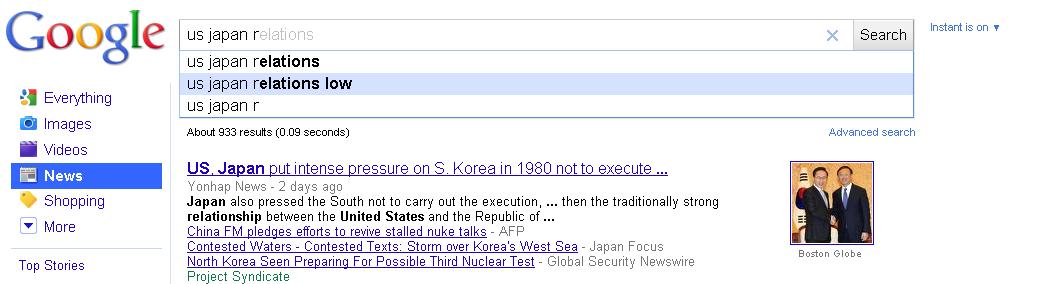 Google
us japan relations
Search
Instant is on ▼
us japan relations
us japan relations low
us japan r
Everything
Images
Videos
News
Shopping
More
Top Stories
About 933 results (0.09 seconds)
Advanced search
US, Japan put intense pressure on S. Korea in 1980 not to execute ...
Yonhap News - 2 days ago
Japan also pressed the South not to carry out the execution, ... then the traditionally strong
relationship between the United States and the Republic of ...
China FM pledges efforts to revive stalled nuke talks - AFP
Contested Waters - Contested Texts: Storm over Korea's West Sea - Japan Focus
North Korea Seen Preparing For Possible Third Nuclear Test - Global Security Newswire
Project Syndicate
Boston Globe